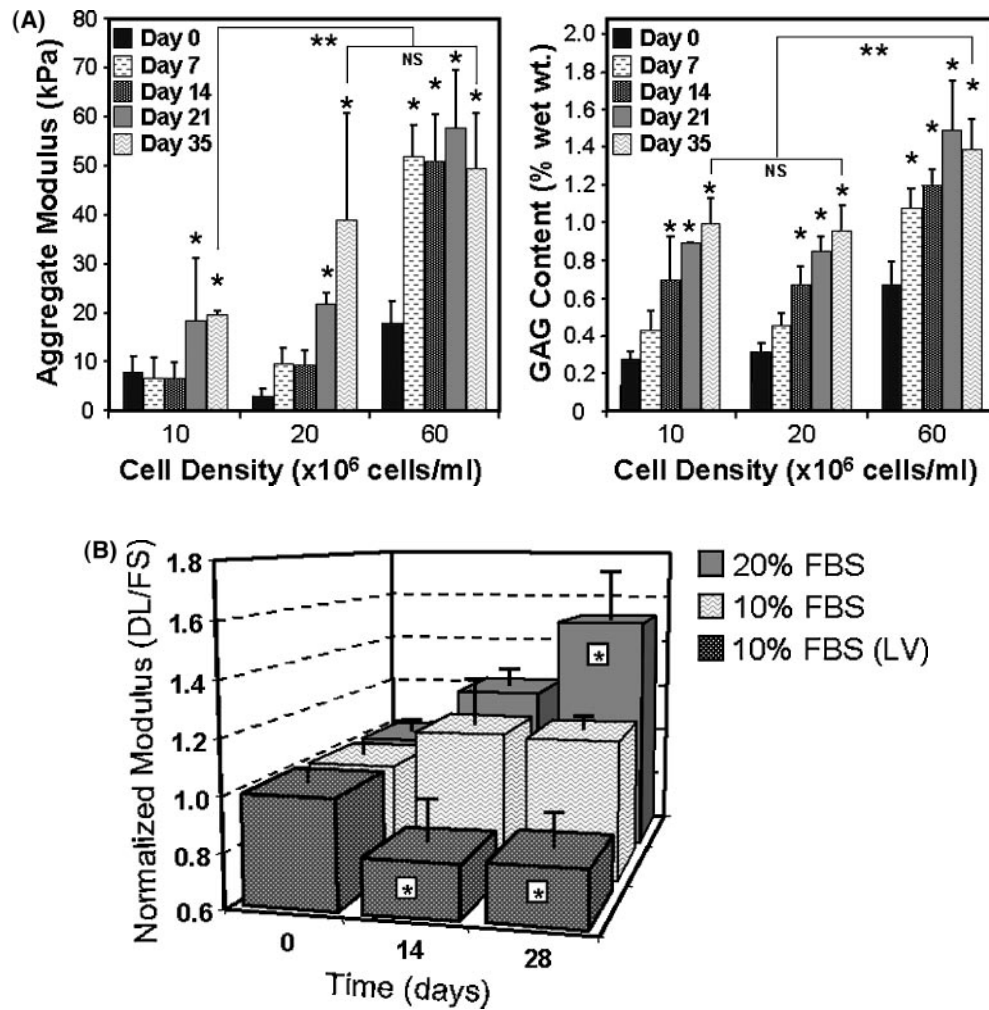 (A)
Aggregate Modulus (kPa)
80
70
60
50
40
30
20
10
0
Day 0
Day 7
Day 14
Day 21
Day 35
**
NS
* * * * * * * *
10 20 60
Cell Density (x10⁶ cells/ml)
GAG Content (% wet wt.)
2.0
1.8
1.6
1.4
1.2
1.0
0.8
0.6
0.4
0.2
0
Day 0
Day 7
Day 14
Day 21
Day 35
**
NS
* * * * * * * * * *
10 20 60
Cell Density (x10⁶ cells/ml)
(B)
Normalized Modulus (DL/FS)
1.8
1.6
1.4
1.2
1.0
0.8
0.6
* * *
0 14 28
Time (days)
20% FBS
10% FBS
10% FBS (LV)